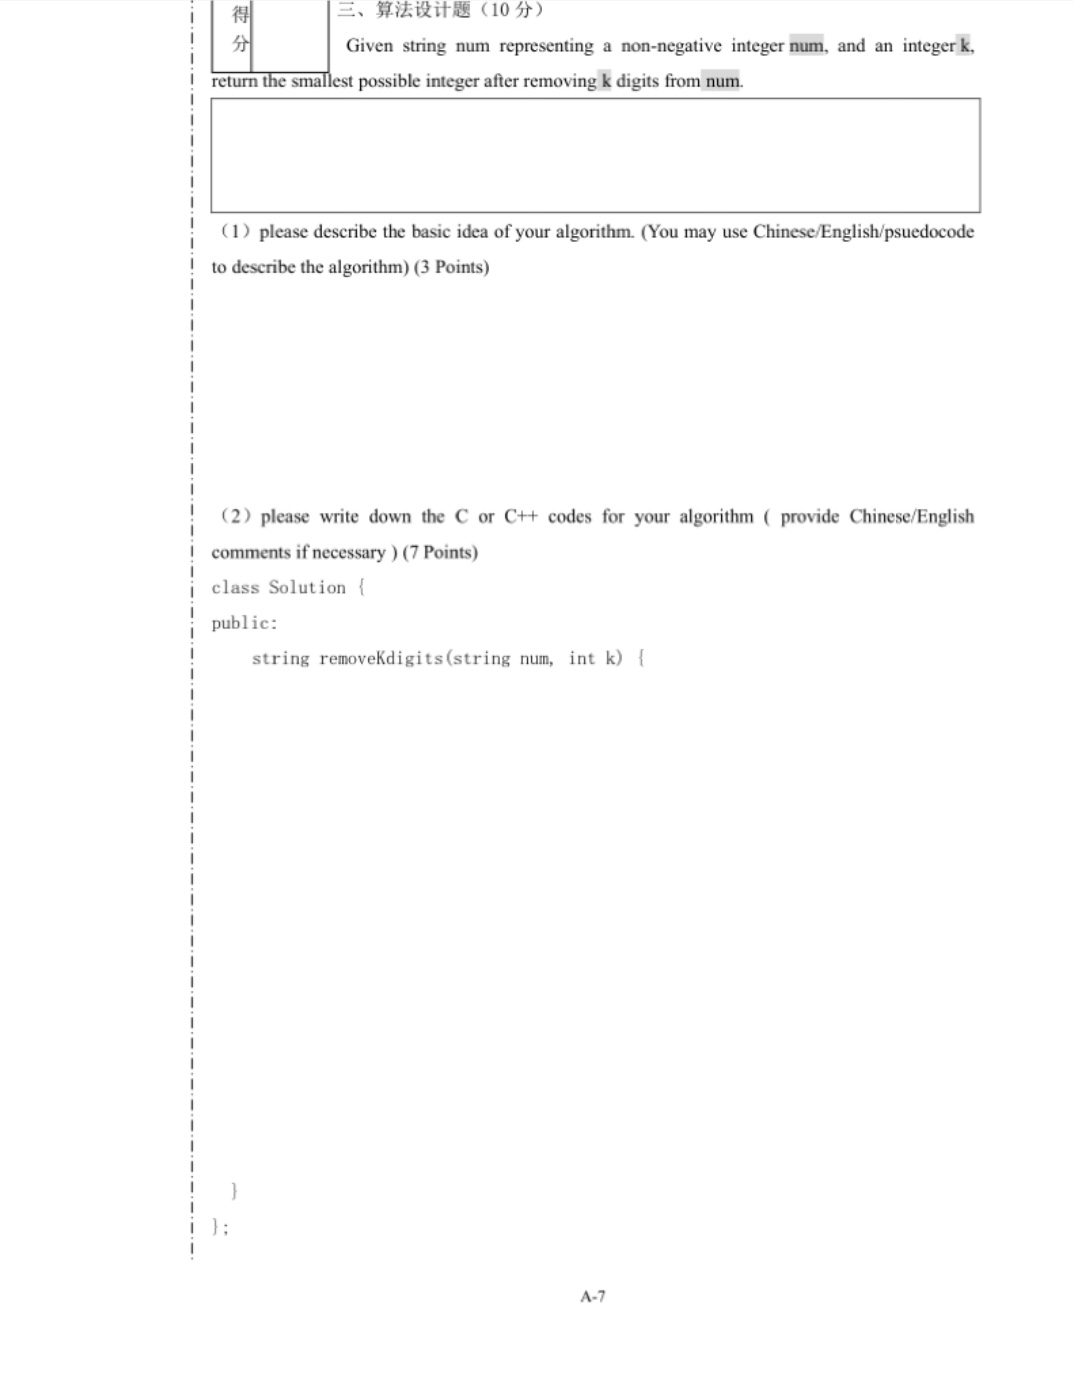 得
分
三、算法设计题（10 分）
Given string num representing a non-negative integer num, and an integer k,
return the smallest possible integer after removing k digits from num.
（1）please describe the basic idea of your algorithm. (You may use Chinese/English/psuedocode
to describe the algorithm) (3 Points)
（2）please write down the C or C++ codes for your algorithm ( provide Chinese/English
comments if necessary ) (7 Points)
class Solution {
public:
string removeKdigits(string num, int k) {
}
};
A-7